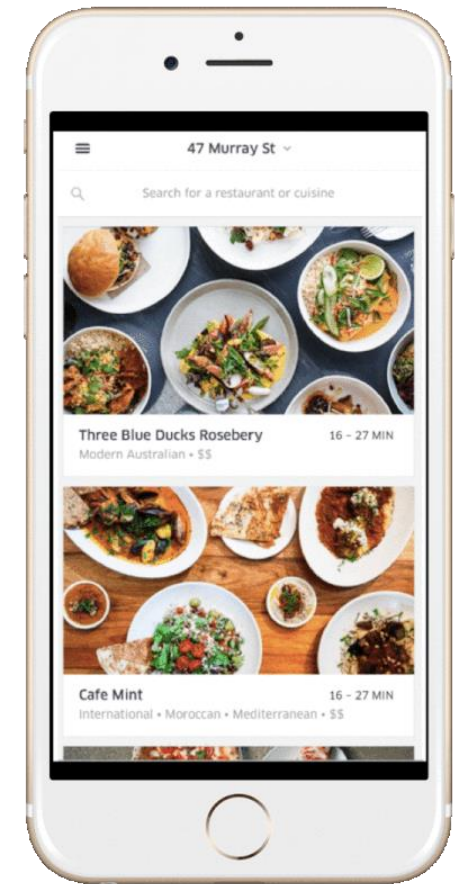 47 Murray St
Search for a restaurant or cuisine
Three Blue Ducks Rosebery 16 – 27 MIN
Modern Australian • $$
Cafe Mint 16 – 27 MIN
International • Moroccan • Mediterranean • $$